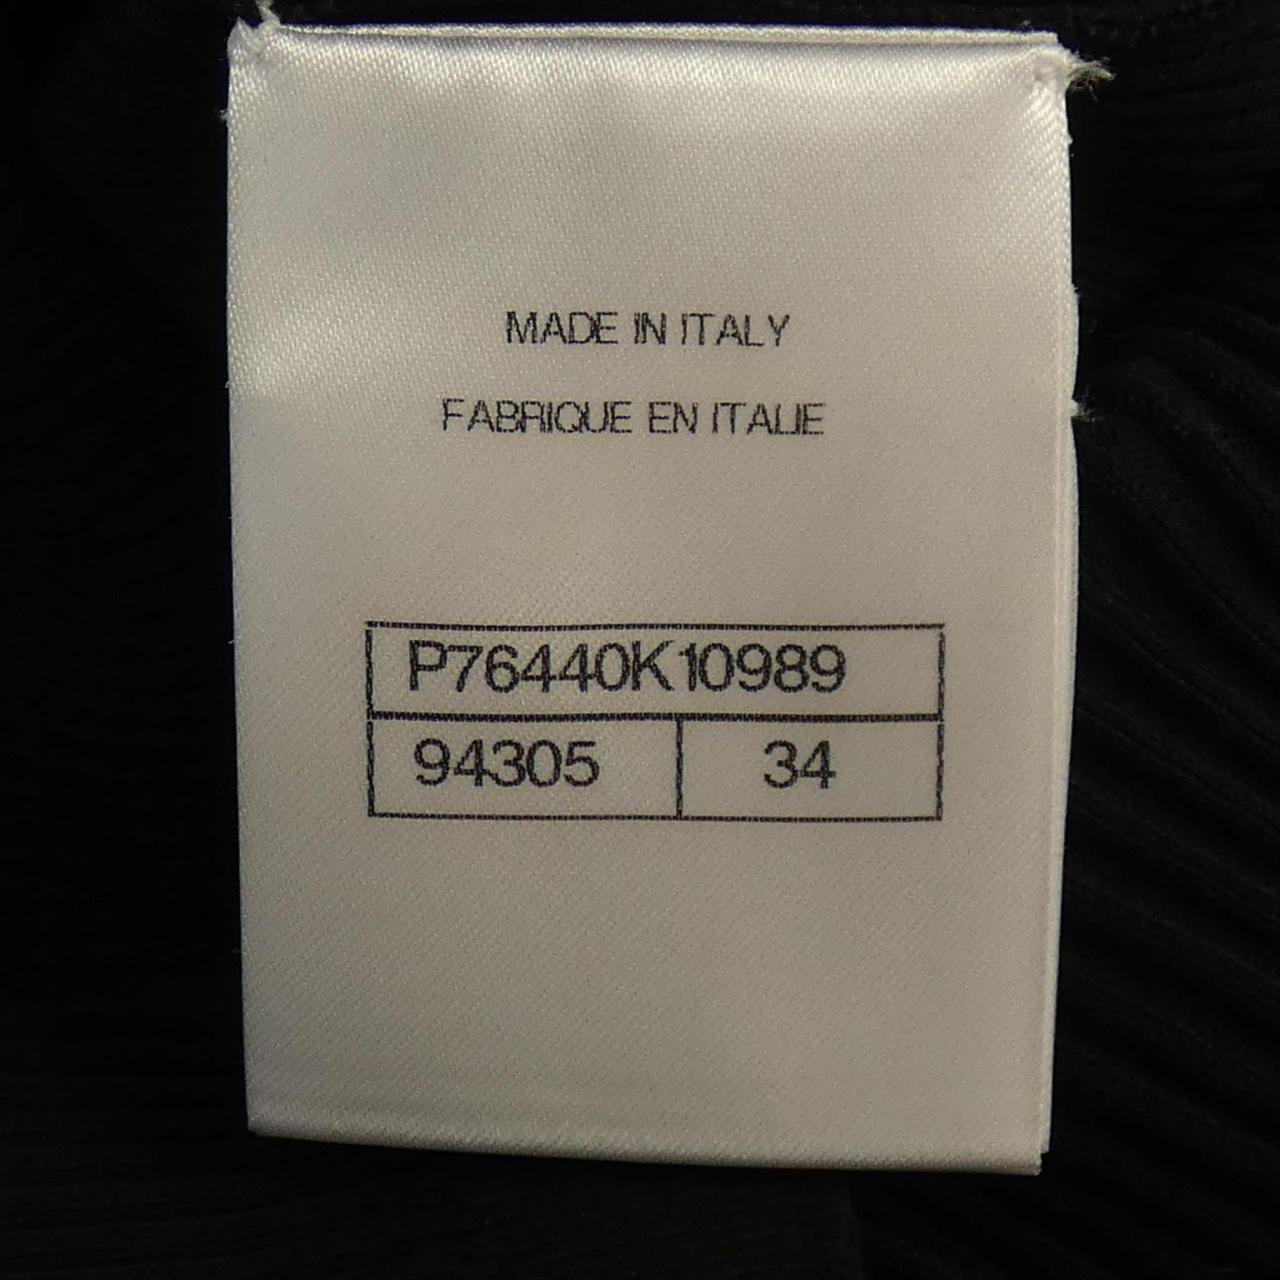 MADE IN ITALY
FABRIQUE EN ITALIE
P76440K10989
94305 34